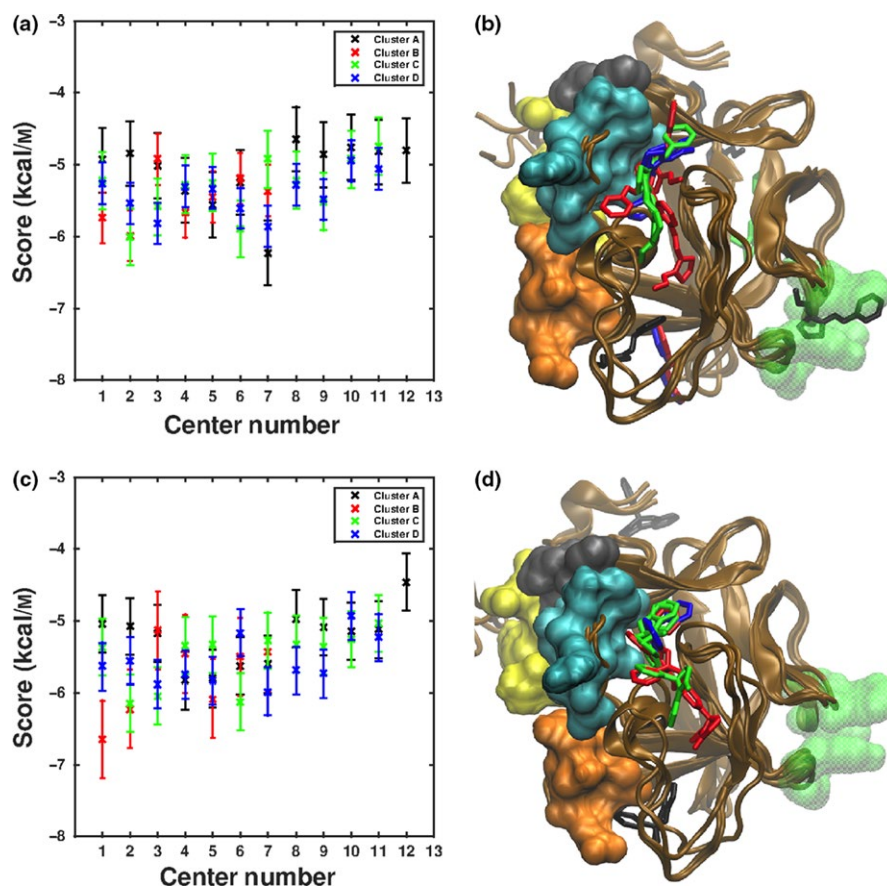 (a)
−3
−4
−5
−6
−7
−8
Score (kcal/M)
1 2 3 4 5 6 7 8 9 10 11 12 13
Center number
Cluster A
Cluster B
Cluster C
Cluster D
(b)
(c)
−3
−4
−5
−6
−7
−8
Score (kcal/M)
1 2 3 4 5 6 7 8 9 10 11 12 13
Center number
Cluster A
Cluster B
Cluster C
Cluster D
(d)